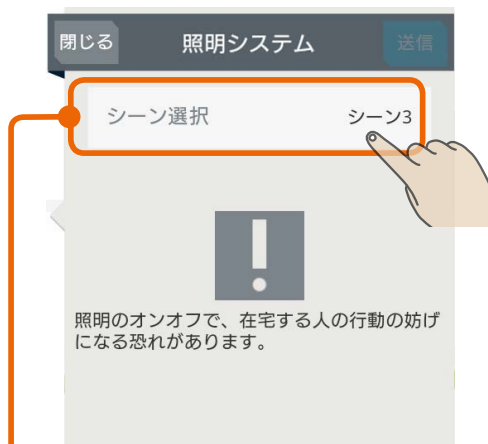 閉じる 照明システム 送信
シーン選択 シーン3
照明のオンオフで、在宅する人の行動の妨げ
になる恐れがあります。